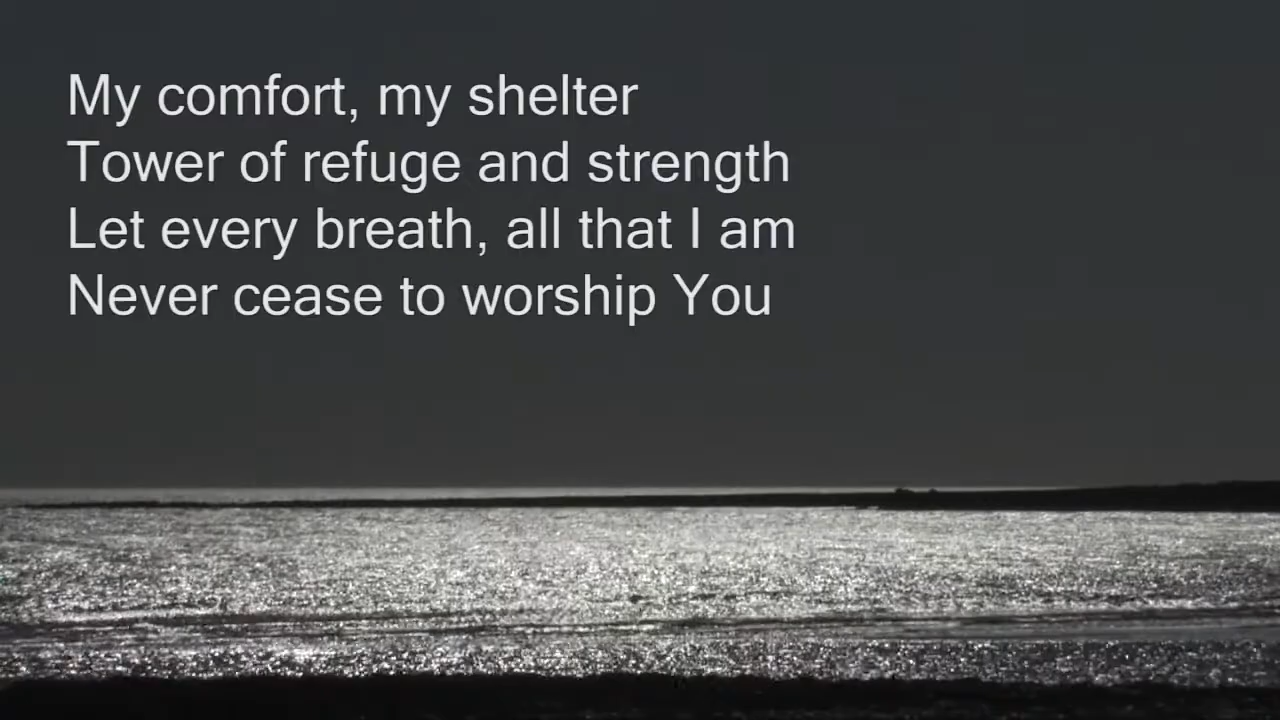 My comfort, my shelter
Tower of refuge and strength
Let every breath, all that I am
Never cease to worship You